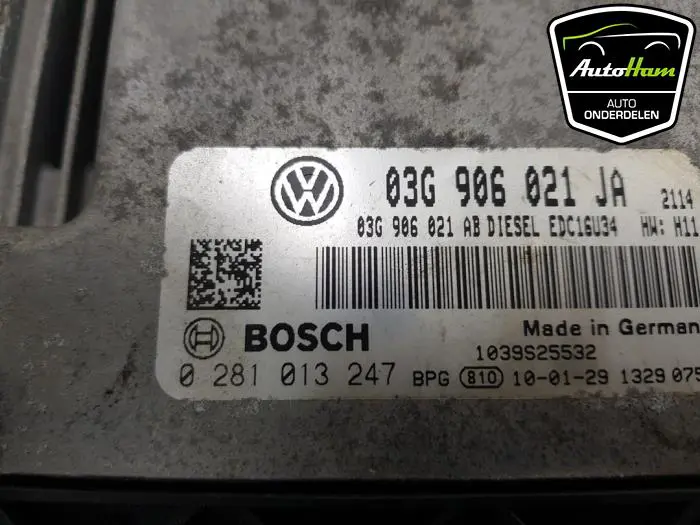 AutoHam
AUTO
ONDERDELEN
03G 906 021 JA 2114
03G 906 021 AB DIESEL EDC16U34 HW: H11
BOSCH
Made in German
1039S25532
0 281 013 247 BPG 810 10-01-29 1329 075